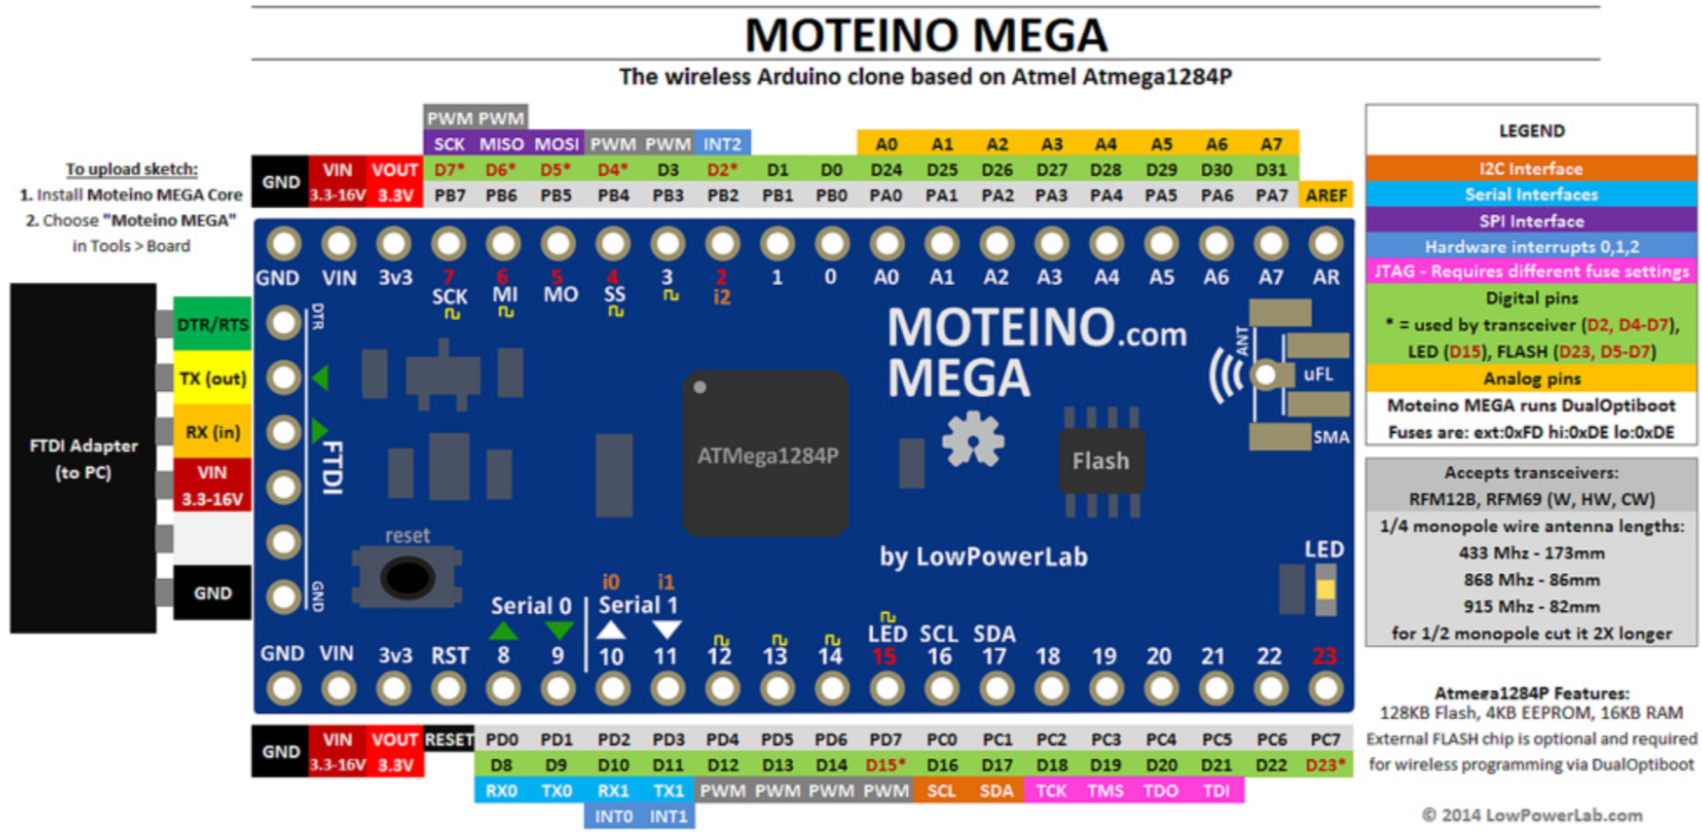 MOTEINO MEGA
The wireless Arduino clone based on Atmel Atmega1284P
PWM PWM
SCK MISO MOSI PWM PWM INT2 A0 A1 A2 A3 A4 A5 A6 A7
GND VIN VOUT D7* D6* D5* D4* D3 D2* D1 D0 D24 D25 D26 D27 D28 D29 D30 D31
3.3-16V 3.3V PB7 PB6 PB5 PB4 PB3 PB2 PB1 PB0 PA0 PA1 PA2 PA3 PA4 PA5 PA6 PA7 AREF
To upload sketch:
1. Install Moteino MEGA Core
2. Choose "Moteino MEGA"
in Tools > Board
GND VIN 3v3 7 6 5 4 3 2 1 0 A0 A1 A2 A3 A4 A5 A6 A7 AR
SCK MI MO SS i2
DTR
FTDI
GND
DTR/RTS
TX (out)
RX (in)
VIN
3.3-16V
GND
FTDI Adapter
(to PC)
MOTEINO.com
MEGA
ANT
uFL
SMA
ATMega1284P
Flash
reset
by LowPowerLab
LED
i0 i1
Serial 0 Serial 1
LED SCL SDA
GND VIN 3v3 RST 8 9 10 11 12 13 14 15 16 17 18 19 20 21 22 23
GND VIN VOUT RESET PD0 PD1 PD2 PD3 PD4 PD5 PD6 PD7 PC0 PC1 PC2 PC3 PC4 PC5 PC6 PC7
3.3-16V 3.3V D8 D9 D10 D11 D12 D13 D14 D15* D16 D17 D18 D19 D20 D21 D22 D23*
RX0 TX0 RX1 TX1 PWM PWM PWM PWM SCL SDA TCK TMS TDO TDI
INT0 INT1
LEGEND
I2C Interface
Serial Interfaces
SPI Interface
Hardware interrupts 0,1,2
JTAG - Requires different fuse settings
Digital pins
* = used by transceiver (D2, D4-D7),
LED (D15), FLASH (D23, D5-D7)
Analog pins
Moteino MEGA runs DualOptiboot
Fuses are: ext:0xFD hi:0xDE lo:0xDE
Accepts transceivers:
RFM12B, RFM69 (W, HW, CW)
1/4 monopole wire antenna lengths:
433 Mhz - 173mm
868 Mhz - 86mm
915 Mhz - 82mm
for 1/2 monopole cut it 2X longer
Atmega1284P Features:
128KB Flash, 4KB EEPROM, 16KB RAM
External FLASH chip is optional and required
for wireless programming via DualOptiboot
© 2014 LowPowerLab.com